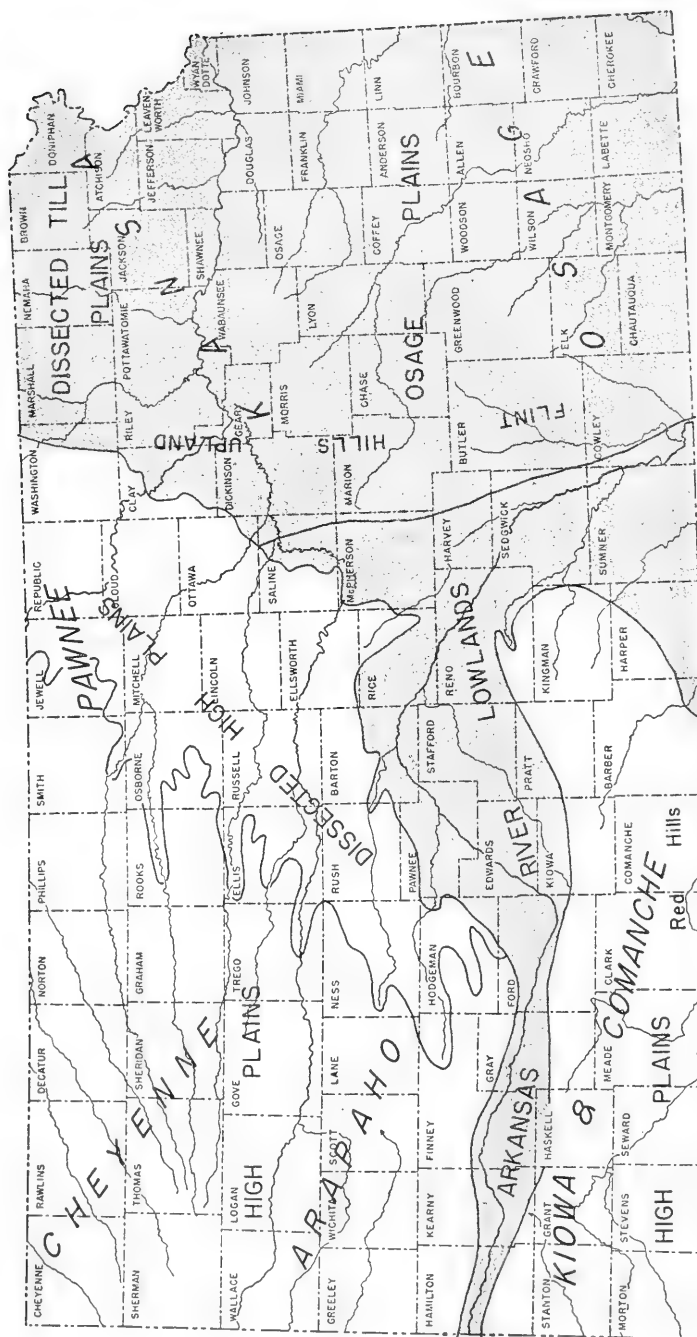 CHEYENNE
RAWLINS
DECATUR
NORTON
PHILLIPS
SMITH
JEWELL
REPUBLIC
WASHINGTON
MARSHALL
NEMAHA
BROWN
DONIPHAN
SHERMAN
THOMAS
SHERIDAN
GRAHAM
ROOKS
OSBORNE
MITCHELL
CLOUD
CLAY
RILEY
POTTAWATOMIE
JACKSON
ATCHISON
JEFFERSON
LEAVEN
WORTH
WYAN
DOTTE
WALLACE
LOGAN
GOVE
TREGO
ELLIS
RUSSELL
LINCOLN
OTTAWA
DICKINSON
GEARY
WABAUNSEE
SHAWNEE
DOUGLAS
JOHNSON
GREELEY
WICHITA
SCOTT
LANE
NESS
RUSH
BARTON
ELLSWORTH
SALINE
MORRIS
LYON
OSAGE
FRANKLIN
MIAMI
HAMILTON
KEARNY
FINNEY
HODGEMAN
PAWNEE
STAFFORD
RICE
McPHERSON
MARION
CHASE
COFFEY
ANDERSON
LINN
GRAY
FORD
EDWARDS
RENO
HARVEY
BUTLER
GREENWOOD
WOODSON
ALLEN
BOURBON
STANTON
GRANT
HASKELL
KIOWA
PRATT
KINGMAN
SEDGWICK
ELK
WILSON
NEOSHO
CRAWFORD
MORTON
STEVENS
SEWARD
MEADE
CLARK
COMANCHE
BARBER
HARPER
SUMNER
COWLEY
CHAUTAUQUA
MONTGOMERY
LABETTE
CHEROKEE
CHEYENNE
ARAPAHO
PAWNEE
KANSA
OSAGE
KIOWA
&
COMANCHE
HIGH
PLAINS
DISSECTED
HIGH
PLAINS
DISSECTED TILL
PLAINS
FLINT
HILLS
UPLAND
OSAGE
PLAINS
ARKANSAS
RIVER
LOWLANDS
HIGH
PLAINS
Red
Hills